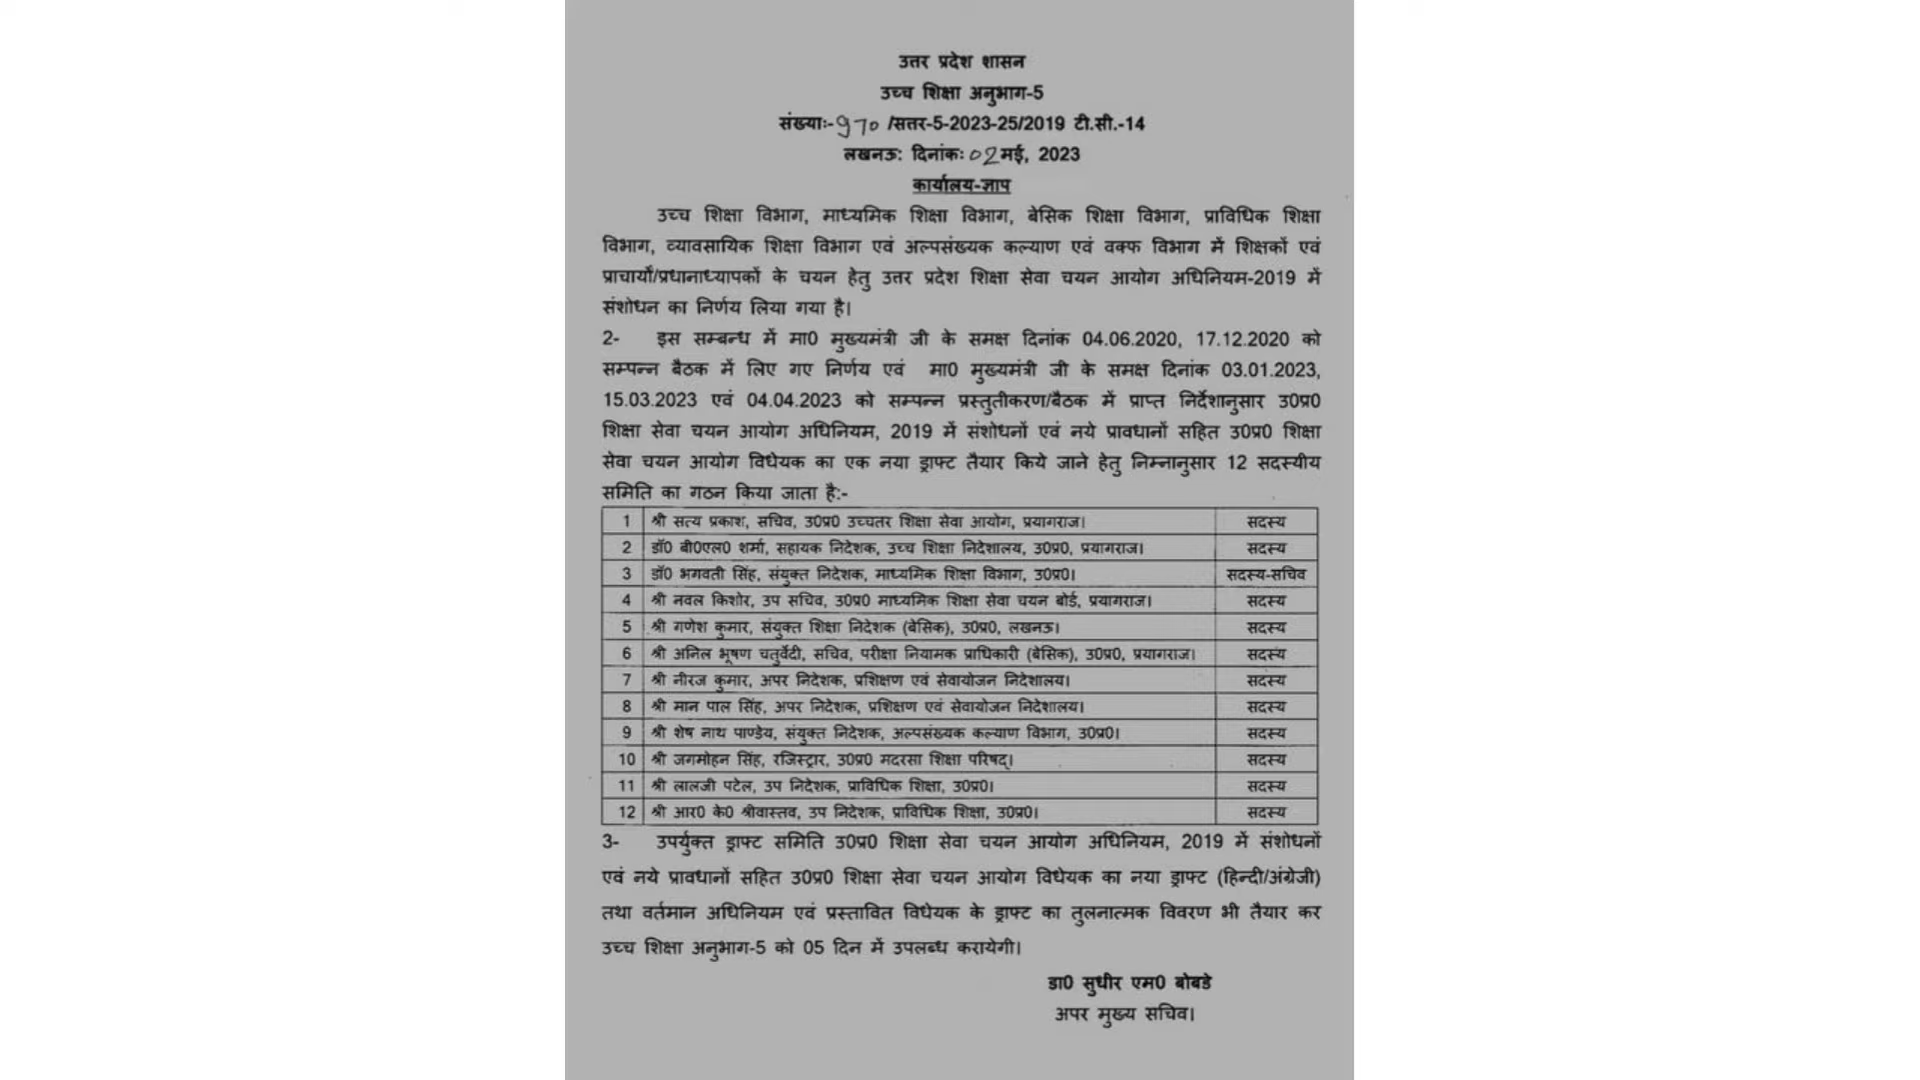 उत्तर प्रदेश शासन
उच्च शिक्षा अनुभाग-5
संख्याः-970 /सत्तर-5-2023-25/2019 टी.सी.-14
लखनऊः दिनांकः 02 मई, 2023
कार्यालय-ज्ञाप
उच्च शिक्षा विभाग, माध्यमिक शिक्षा विभाग, बेसिक शिक्षा विभाग, प्राविधिक शिक्षा
विभाग, व्यावसायिक शिक्षा विभाग एवं अल्पसंख्यक कल्याण एवं वक्फ विभाग में शिक्षकों एवं
प्राचार्यों/प्रधानाध्यापकों के चयन हेतु उत्तर प्रदेश शिक्षा सेवा चयन आयोग अधिनियम-2019 में
संशोधन का निर्णय लिया गया है।
2- इस सम्बन्ध में मा0 मुख्यमंत्री जी के समक्ष दिनांक 04.06.2020, 17.12.2020 को
सम्पन्न बैठक में लिए गए निर्णय एवं मा0 मुख्यमंत्री जी के समक्ष दिनांक 03.01.2023,
15.03.2023 एवं 04.04.2023 को सम्पन्न प्रस्तुतीकरण/बैठक में प्राप्त निर्देशानुसार उ0प्र0
शिक्षा सेवा चयन आयोग अधिनियम, 2019 में संशोधनों एवं नये प्रावधानों सहित उ0प्र0 शिक्षा
सेवा चयन आयोग विधेयक का एक नया ड्राफ्ट तैयार किये जाने हेतु निम्नानुसार 12 सदस्यीय
समिति का गठन किया जाता है:-
1 श्री सत्य प्रकाश, सचिव, उ0प्र0 उच्चतर शिक्षा सेवा आयोग, प्रयागराज। सदस्य
2 डॉ0 बी0एल0 शर्मा, सहायक निदेशक, उच्च शिक्षा निदेशालय, उ0प्र0, प्रयागराज। सदस्य
3 डॉ0 भगवती सिंह, संयुक्त निदेशक, माध्यमिक शिक्षा विभाग, उ0प्र0। सदस्य-सचिव
4 श्री नवल किशोर, उप सचिव, उ0प्र0 माध्यमिक शिक्षा सेवा चयन बोर्ड, प्रयागराज। सदस्य
5 श्री गणेश कुमार, संयुक्त शिक्षा निदेशक (बेसिक), उ0प्र0, लखनऊ। सदस्य
6 श्री अनिल भूषण चतुर्वेदी, सचिव, परीक्षा नियामक प्राधिकारी (बेसिक), उ0प्र0, प्रयागराज। सदस्य
7 श्री नीरज कुमार, अपर निदेशक, प्रशिक्षण एवं सेवायोजन निदेशालय। सदस्य
8 श्री मान पाल सिंह, अपर निदेशक, प्रशिक्षण एवं सेवायोजन निदेशालय। सदस्य
9 श्री शेष नाथ पाण्डेय, संयुक्त निदेशक, अल्पसंख्यक कल्याण विभाग, उ0प्र0। सदस्य
10 श्री जगमोहन सिंह, रजिस्ट्रार, उ0प्र0 मदरसा शिक्षा परिषद्। सदस्य
11 श्री लालजी पटेल, उप निदेशक, प्राविधिक शिक्षा, उ0प्र0। सदस्य
12 श्री आर0 के0 श्रीवास्तव, उप निदेशक, प्राविधिक शिक्षा, उ0प्र0। सदस्य
3- उपर्युक्त ड्राफ्ट समिति उ0प्र0 शिक्षा सेवा चयन आयोग अधिनियम, 2019 में संशोधनों
एवं नये प्रावधानों सहित उ0प्र0 शिक्षा सेवा चयन आयोग विधेयक का नया ड्राफ्ट (हिन्दी/अंग्रेजी)
तथा वर्तमान अधिनियम एवं प्रस्तावित विधेयक के ड्राफ्ट का तुलनात्मक विवरण भी तैयार कर
उच्च शिक्षा अनुभाग-5 को 05 दिन में उपलब्ध करायेगी।
डा0 सुधीर एम0 बोबडे
अपर मुख्य सचिव।